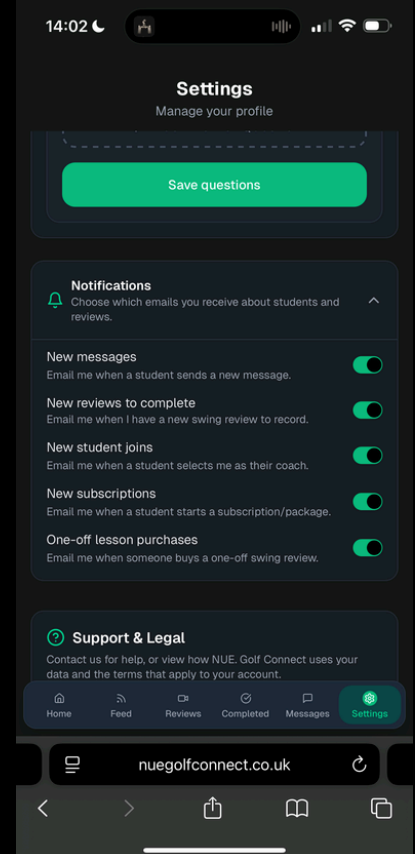 14:02
Settings
Manage your profile
Save questions
Notifications
Choose which emails you receive about students and
reviews.
New messages
Email me when a student sends a new message.
New reviews to complete
Email me when I have a new swing review to record.
New student joins
Email me when a student selects me as their coach.
New subscriptions
Email me when a student starts a subscription/package.
One-off lesson purchases
Email me when someone buys a one-off swing review.
Support & Legal
Contact us for help, or view how NUE. Golf Connect uses your
data and the terms that apply to your account.
Home Feed Reviews Completed Messages Settings
nuegolfconnect.co.uk